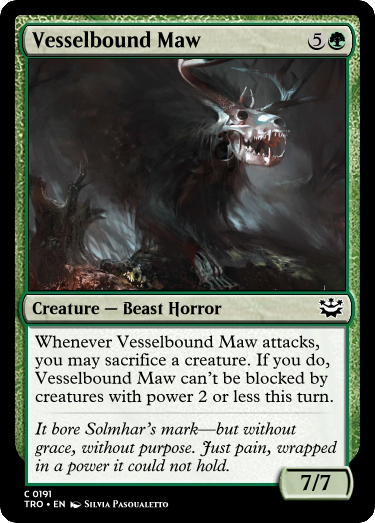 Vesselbound Maw 5
Creature — Beast Horror
Whenever Vesselbound Maw attacks,
you may sacrifice a creature. If you do,
Vesselbound Maw can't be blocked by
creatures with power 2 or less this turn.
It bore Solmhar's mark—but without
grace, without purpose. Just pain, wrapped
in a power it could not hold.
7/7
C 0191
TRO • EN Silvia Pasqualetto